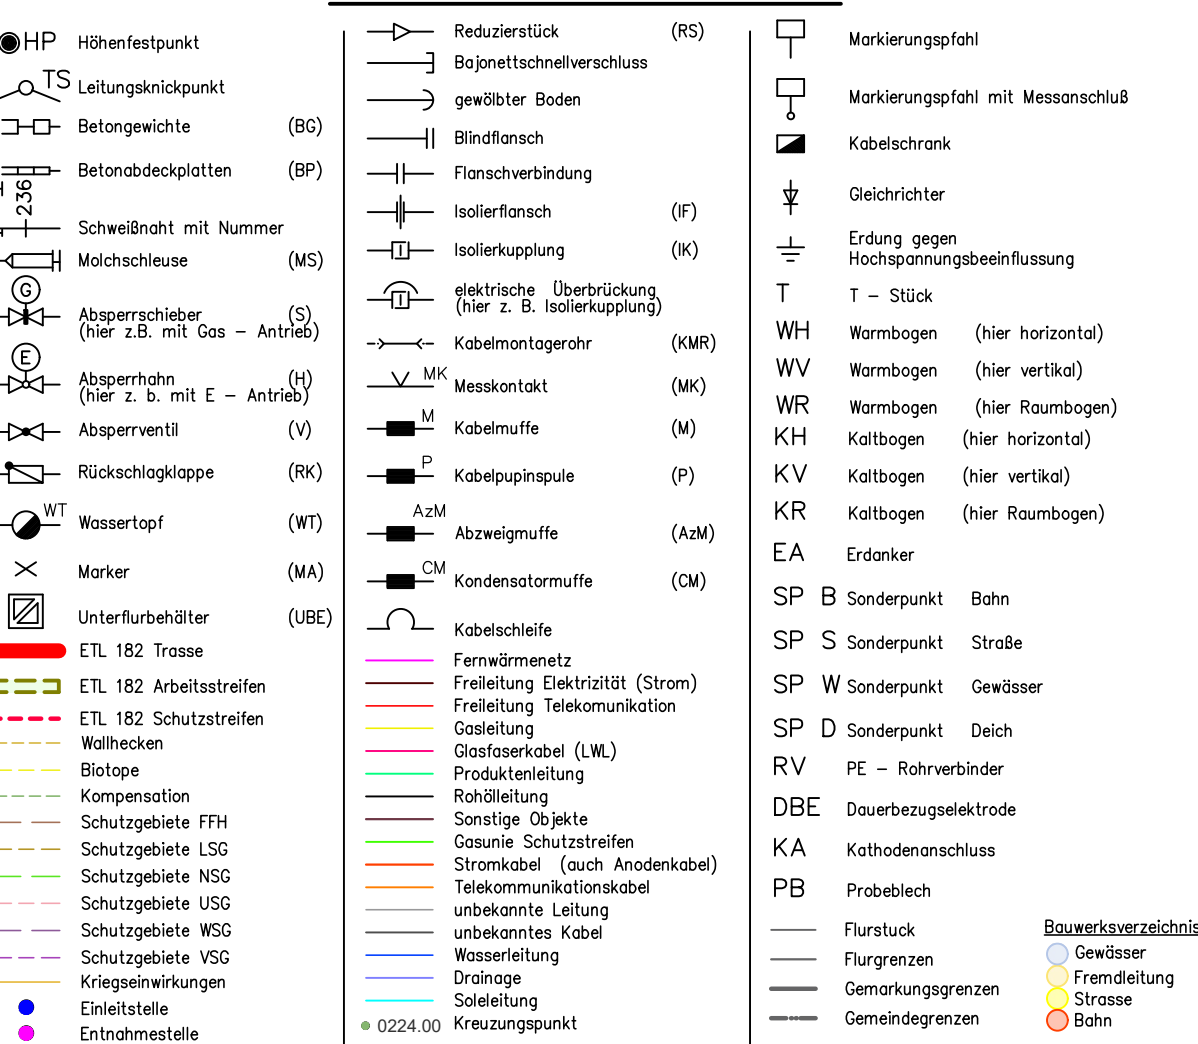 HP Höhenfestpunkt
TS Leitungsknickpunkt
Betongewichte (BG)
Betonabdeckplatten (BP)
236
Schweißnaht mit Nummer
Molchschleuse (MS)
G
Absperrschieber (S)
(hier z.B. mit Gas – Antrieb)
E
Absperrhahn (H)
(hier z. b. mit E – Antrieb)
Absperrventil (V)
Rückschlagklappe (RK)
WT Wassertopf (WT)
Marker (MA)
Unterflurbehälter (UBE)
ETL 182 Trasse
ETL 182 Arbeitsstreifen
ETL 182 Schutzstreifen
Wallhecken
Biotope
Kompensation
Schutzgebiete FFH
Schutzgebiete LSG
Schutzgebiete NSG
Schutzgebiete USG
Schutzgebiete WSG
Schutzgebiete VSG
Kriegseinwirkungen
Einleitstelle
Entnahmestelle
Reduzierstück (RS)
Bajonettschnellverschluss
gewölbter Boden
Blindflansch
Flanschverbindung
Isolierflansch (IF)
Isolierkupplung (IK)
elektrische Überbrückung
(hier z. B. Isolierkupplung)
Kabelmontagerohr (KMR)
MK Messkontakt (MK)
M Kabelmuffe (M)
P Kabelpupinspule (P)
AzM Abzweigmuffe (AzM)
CM Kondensatormuffe (CM)
Kabelschleife
Fernwärmenetz
Freileitung Elektrizität (Strom)
Freileitung Telekomunikation
Gasleitung
Glasfaserkabel (LWL)
Produktenleitung
Rohölleitung
Sonstige Objekte
Gasunie Schutzstreifen
Stromkabel (auch Anodenkabel)
Telekommunikationskabel
unbekannte Leitung
unbekanntes Kabel
Wasserleitung
Drainage
Soleleitung
0224.00 Kreuzungspunkt
Markierungspfahl
Markierungspfahl mit Messanschluß
Kabelschrank
Gleichrichter
Erdung gegen
Hochspannungsbeeinflussung
T T – Stück
WH Warmbogen (hier horizontal)
WV Warmbogen (hier vertikal)
WR Warmbogen (hier Raumbogen)
KH Kaltbogen (hier horizontal)
KV Kaltbogen (hier vertikal)
KR Kaltbogen (hier Raumbogen)
EA Erdanker
SP B Sonderpunkt Bahn
SP S Sonderpunkt Straße
SP W Sonderpunkt Gewässer
SP D Sonderpunkt Deich
RV PE – Rohrverbinder
DBE Dauerbezugselektrode
KA Kathodenanschluss
PB Probeblech
Flurstuck
Flurgrenzen
Gemarkungsgrenzen
Gemeindegrenzen
Bauwerksverzeichnis
Gewässer
Fremdleitung
Strasse
Bahn